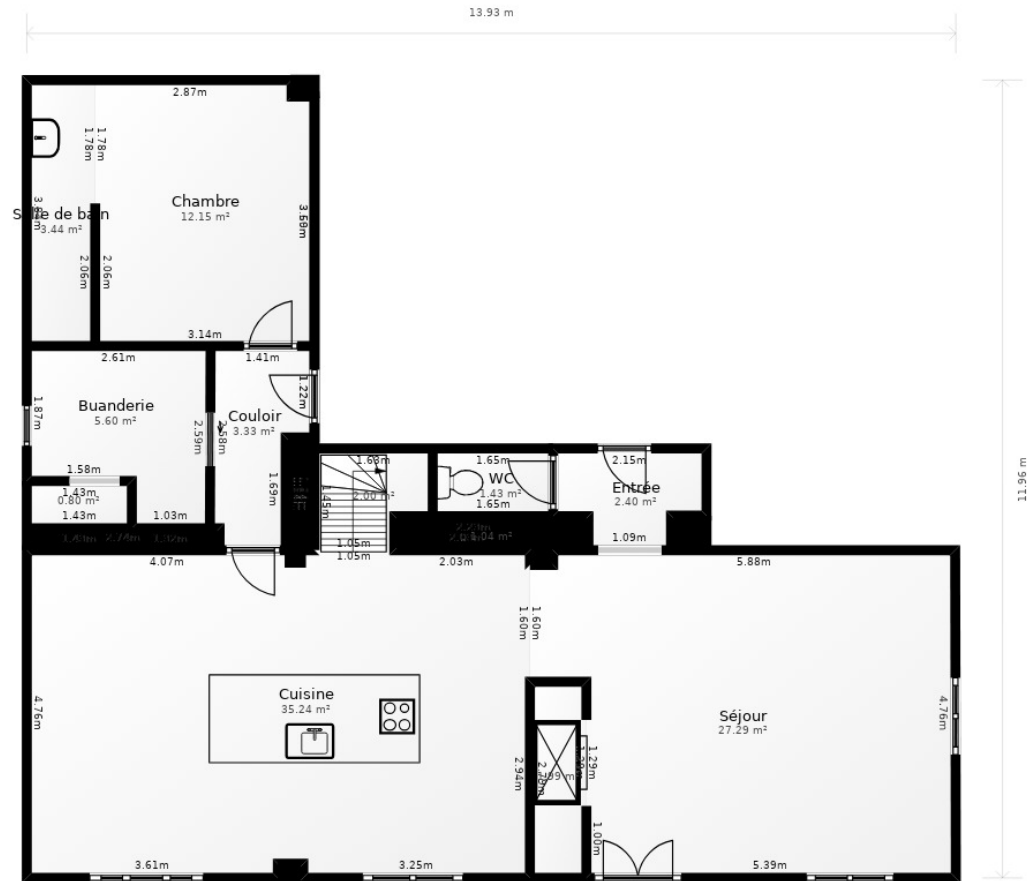 13.93 m
11.96 m
2.87m
1.78m
1.78m
Chambre
12.15 m²
Salle de bain
3.44 m²
2.06m
2.06m
3.14m
2.61m
1.41m
1.22m
1.87m
Buanderie
5.60 m²
Couloir
3.33 m²
2.59m
1.58m
1.43m
0.80 m²
1.43m
1.03m
1.69m
1.63m
2.00 m²
1.45m
1.05m
1.05m
1.65m
WC
1.43 m²
1.65m
2.15m
Entrée
2.40 m²
1.09m
4.07m
2.03m
5.88m
1.60m
1.60m
Cuisine
35.24 m²
4.76m
Séjour
27.29 m²
4.76m
2.94m
1.29m
1.00m
3.61m
3.25m
5.39m